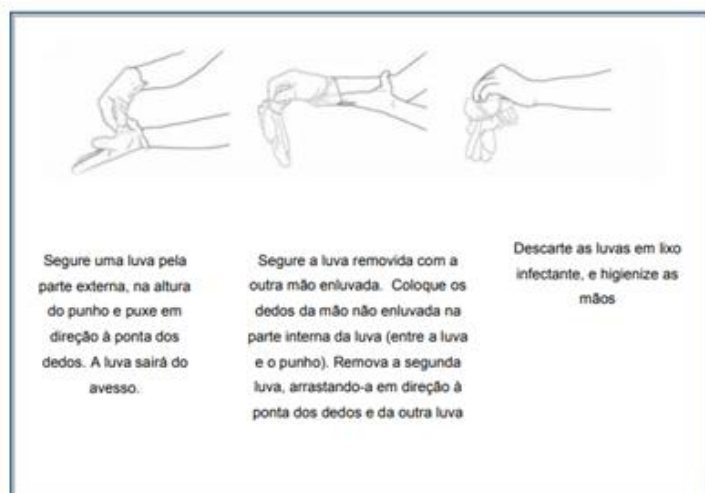 Segure uma luva pela
parte externa, na altura
do punho e puxe em
direção à ponta dos
dedos. A luva sairá do
avesso.
Segure a luva removida com a
outra mão enluvada. Coloque os
dedos da mão não enluvada na
parte interna da luva (entre a luva
e o punho). Remova a segunda
luva, arrastando-a em direção à
ponta dos dedos e da outra luva
Descarte as luvas em lixo
infectante, e higienize as
mãos